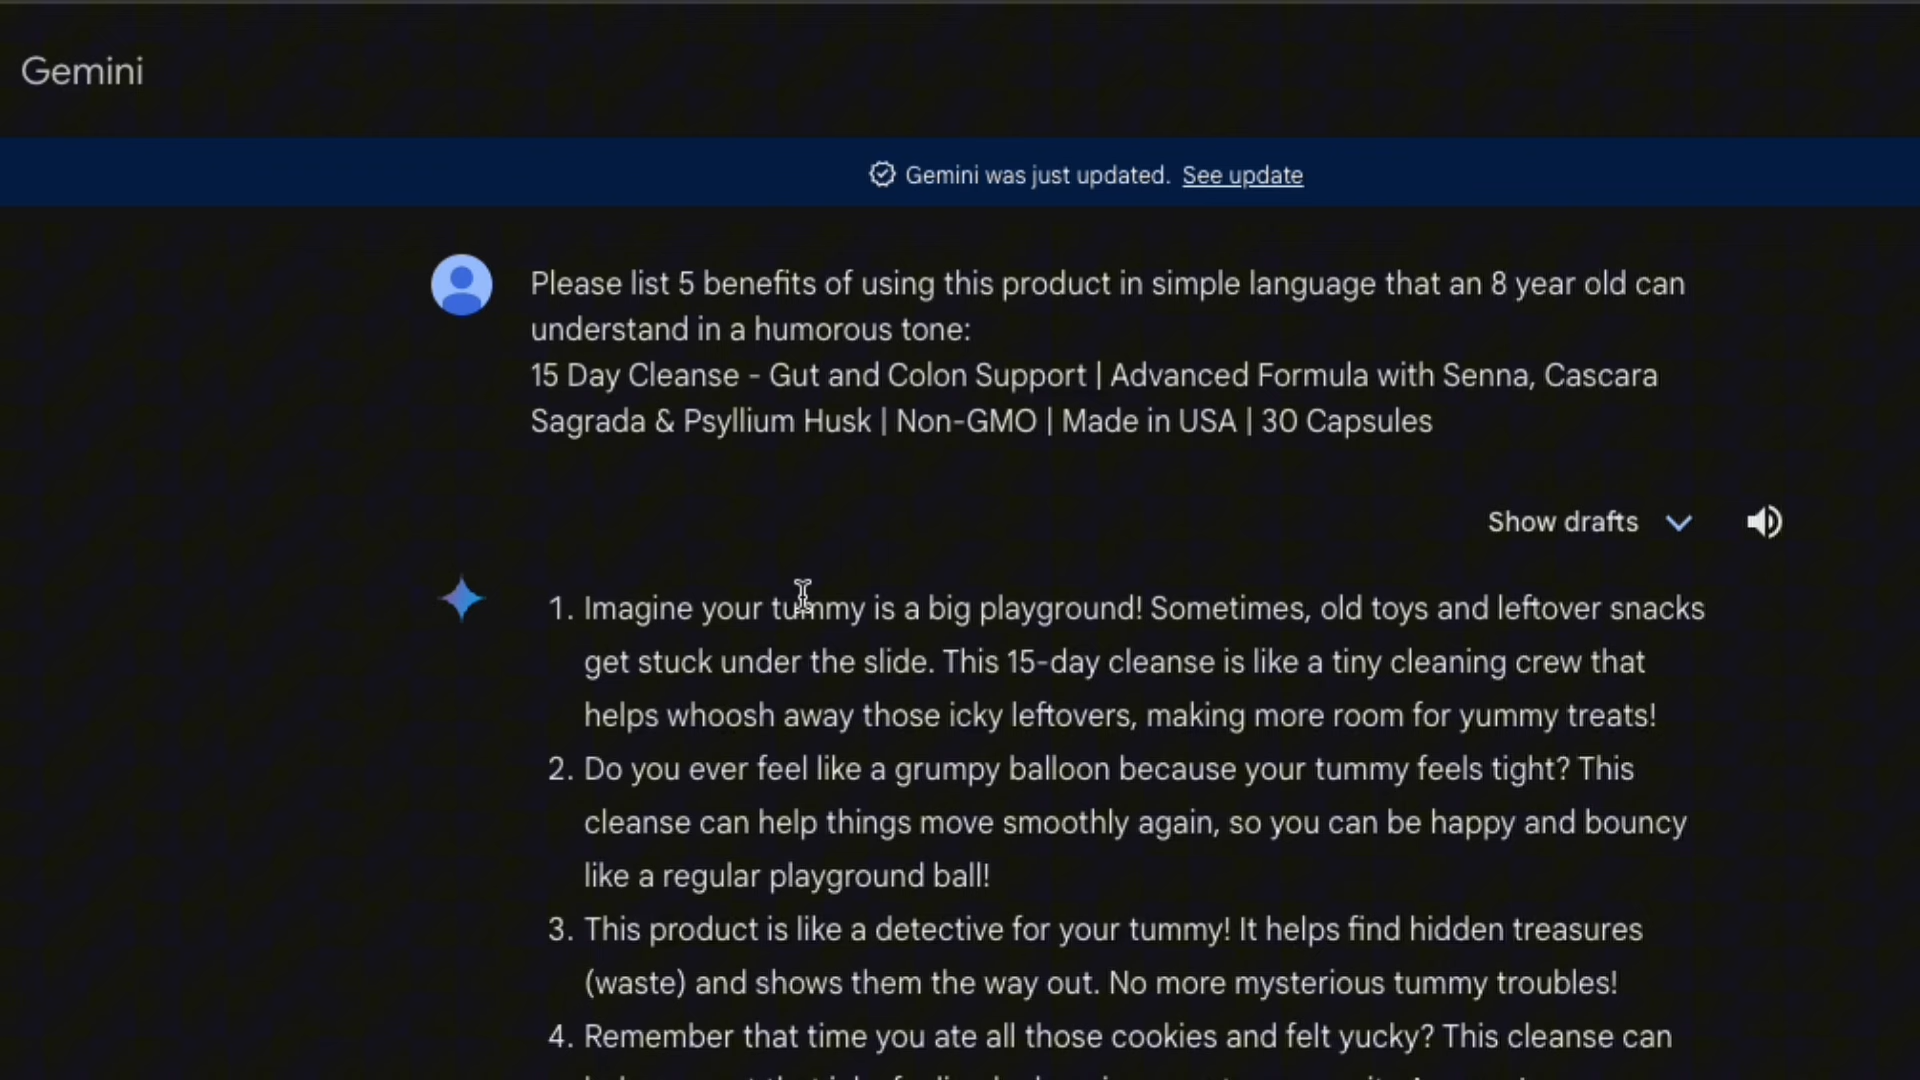 Gemini
Gemini was just updated. See update
Please list 5 benefits of using this product in simple language that an 8 year old can
understand in a humorous tone:
15 Day Cleanse - Gut and Colon Support | Advanced Formula with Senna, Cascara
Sagrada & Psyllium Husk | Non-GMO | Made in USA | 30 Capsules
Show drafts
1. Imagine your tummy is a big playground! Sometimes, old toys and leftover snacks
get stuck under the slide. This 15-day cleanse is like a tiny cleaning crew that
helps whoosh away those icky leftovers, making more room for yummy treats!
2. Do you ever feel like a grumpy balloon because your tummy feels tight? This
cleanse can help things move smoothly again, so you can be happy and bouncy
like a regular playground ball!
3. This product is like a detective for your tummy! It helps find hidden treasures
(waste) and shows them the way out. No more mysterious tummy troubles!
4. Remember that time you ate all those cookies and felt yucky? This cleanse can